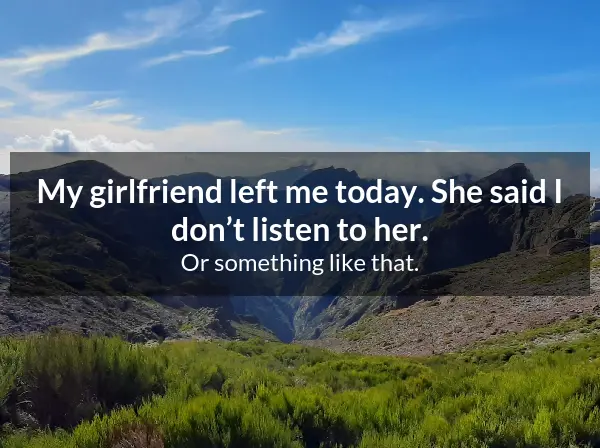 My girlfriend left me today. She said I
don’t listen to her.
Or something like that.